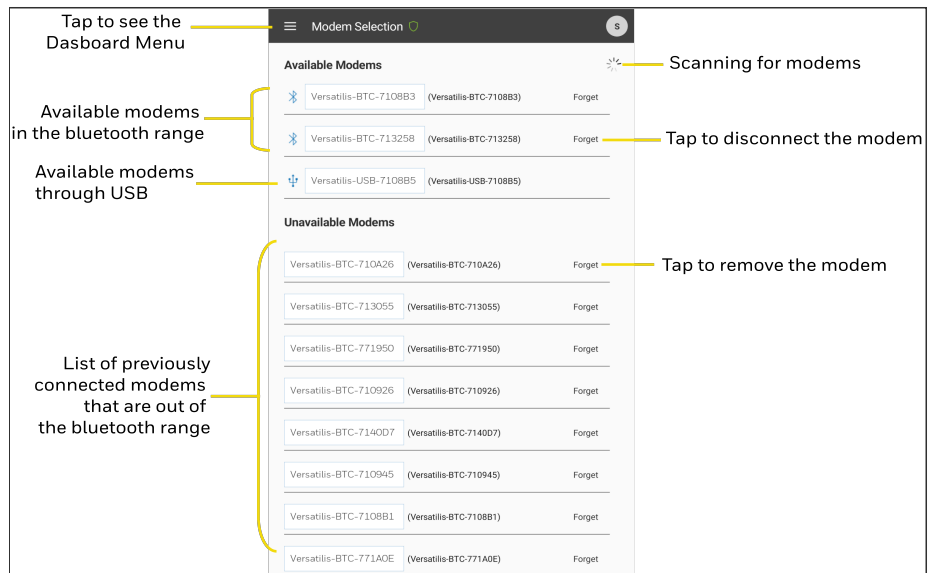 Tap to see the
Dasboard Menu
Modem Selection
S
Available Modems
Scanning for modems
Available modems
in the bluetooth range
Versatilis-BTC-7108B3 (Versatilis-BTC-7108B3) Forget
Versatilis-BTC-713258 (Versatilis-BTC-713258) Forget
Tap to disconnect the modem
Available modems
through USB
Versatilis-USB-7108B5 (Versatilis-USB-7108B5)
Unavailable Modems
Versatilis-BTC-710A26 (Versatilis-BTC-710A26) Forget
Tap to remove the modem
Versatilis-BTC-713055 (Versatilis-BTC-713055) Forget
Versatilis-BTC-771950 (Versatilis-BTC-771950) Forget
List of previously
connected modems
that are out of
the bluetooth range
Versatilis-BTC-710926 (Versatilis-BTC-710926) Forget
Versatilis-BTC-7140D7 (Versatilis-BTC-7140D7) Forget
Versatilis-BTC-710945 (Versatilis-BTC-710945) Forget
Versatilis-BTC-7108B1 (Versatilis-BTC-7108B1) Forget
Versatilis-BTC-771A0E (Versatilis-BTC-771A0E) Forget